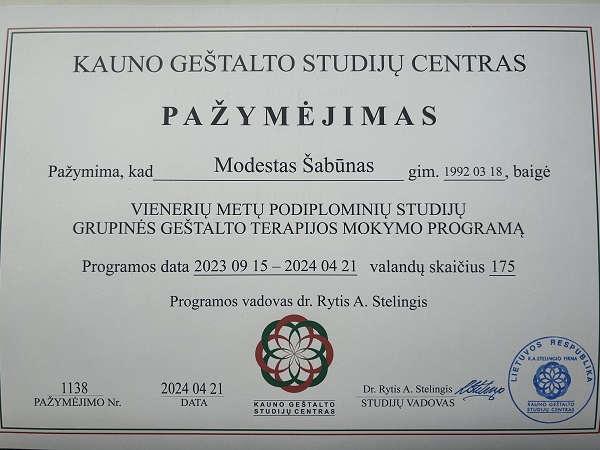 KAUNO GEŠTALTO STUDIJŲ CENTRAS
PAŽYMĖJIMAS
Pažymima, kad Modestas Šabūnas gim. 1992 03 18, baigė
VIENERIŲ METŲ PODIPLOMINIŲ STUDIJŲ
GRUPINĖS GEŠTALTO TERAPIJOS MOKYMO PROGRAMĄ
Programos data 2023 09 15 – 2024 04 21 valandų skaičius 175
Programos vadovas dr. Rytis A. Stelingis
1138
PAŽYMĖJIMO Nr.
2024 04 21
DATA
KAUNO GEŠTALTO
STUDIJŲ CENTRAS
Dr. Rytis A. Stelingis
STUDIJŲ VADOVAS
LIETUVOS RESPUBLIKA
R.A.STELINGIO FIRMA
KAUNO GEŠTALTO
STUDIJŲ CENTRAS